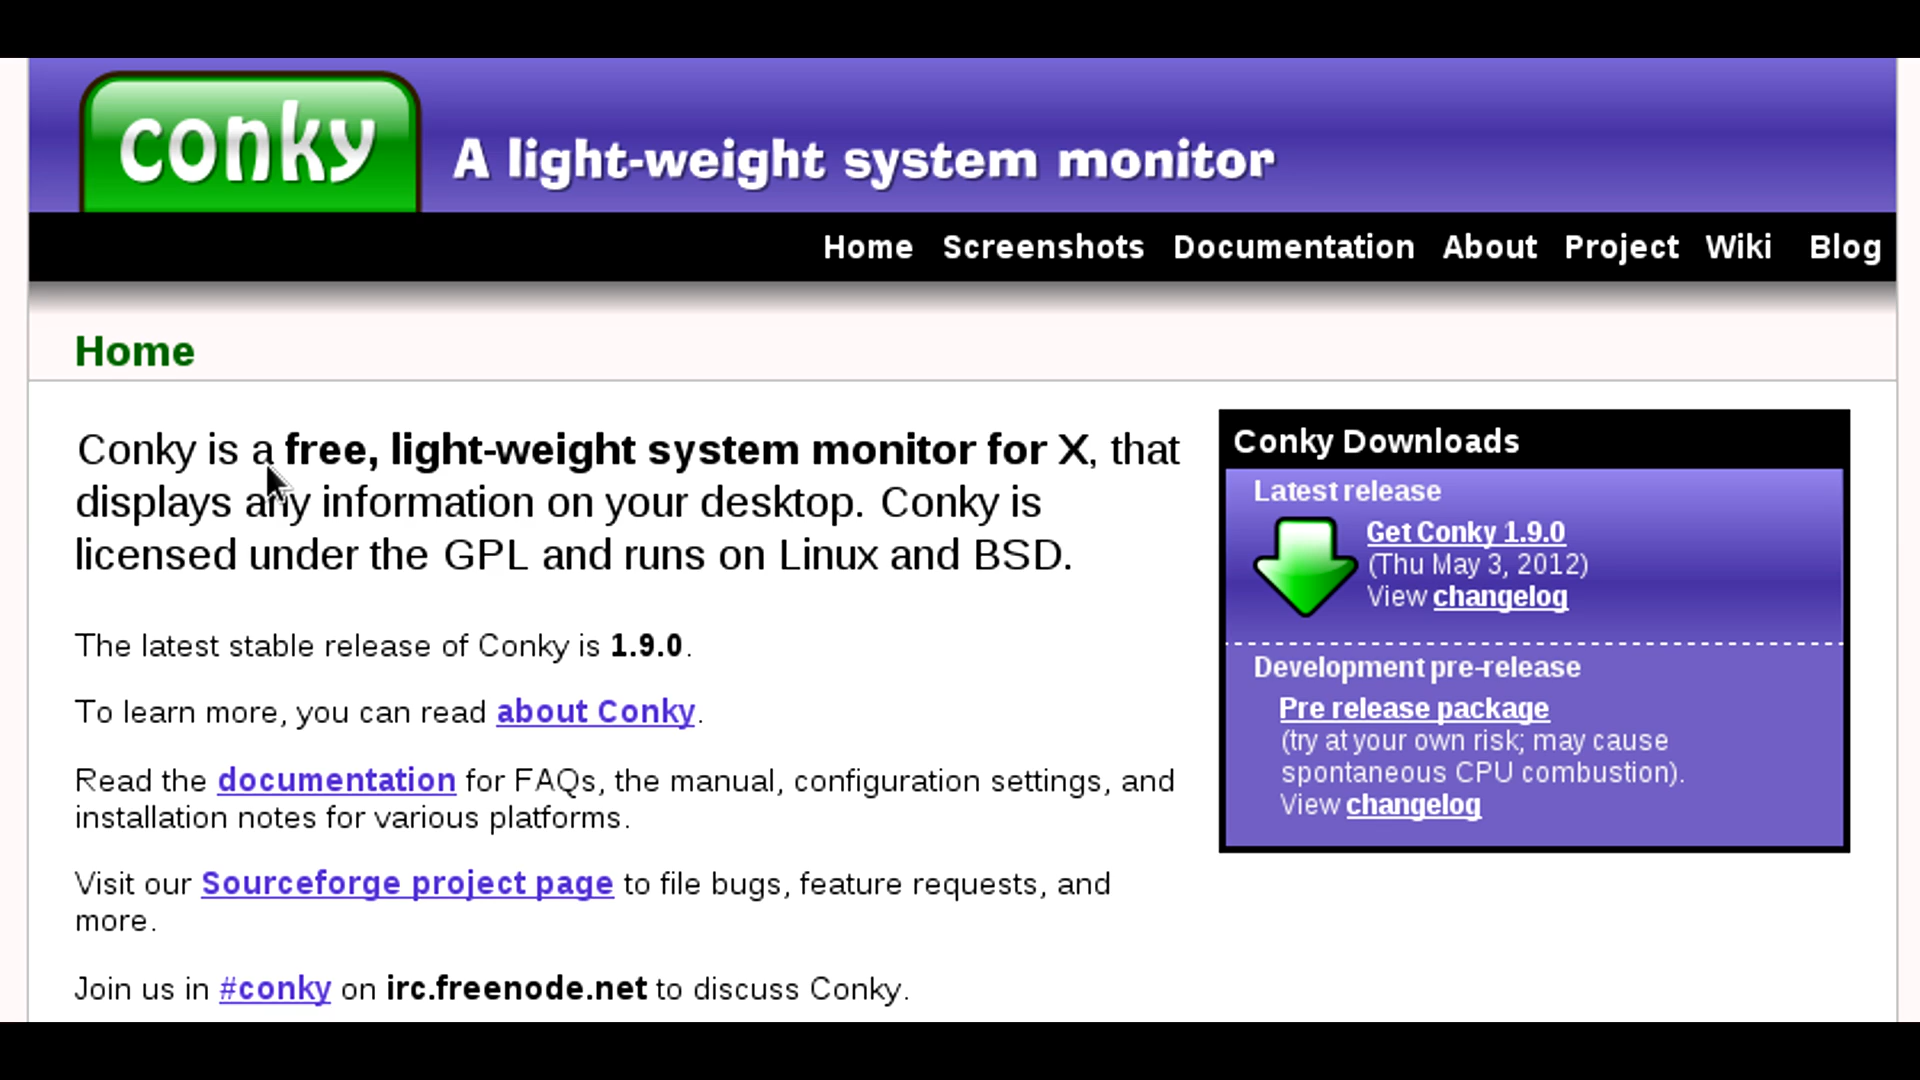 conky
A light-weight system monitor
Home Screenshots Documentation About Project Wiki Blog
Home
Conky is a free, light-weight system monitor for X, that
displays any information on your desktop. Conky is
licensed under the GPL and runs on Linux and BSD.
The latest stable release of Conky is 1.9.0.
To learn more, you can read about Conky.
Read the documentation for FAQs, the manual, configuration settings, and
installation notes for various platforms.
Visit our Sourceforge project page to file bugs, feature requests, and
more.
Join us in #conky on irc.freenode.net to discuss Conky.
Conky Downloads
Latest release
Get Conky 1.9.0
(Thu May 3, 2012)
View changelog
Development pre-release
Pre release package
(try at your own risk; may cause
spontaneous CPU combustion).
View changelog